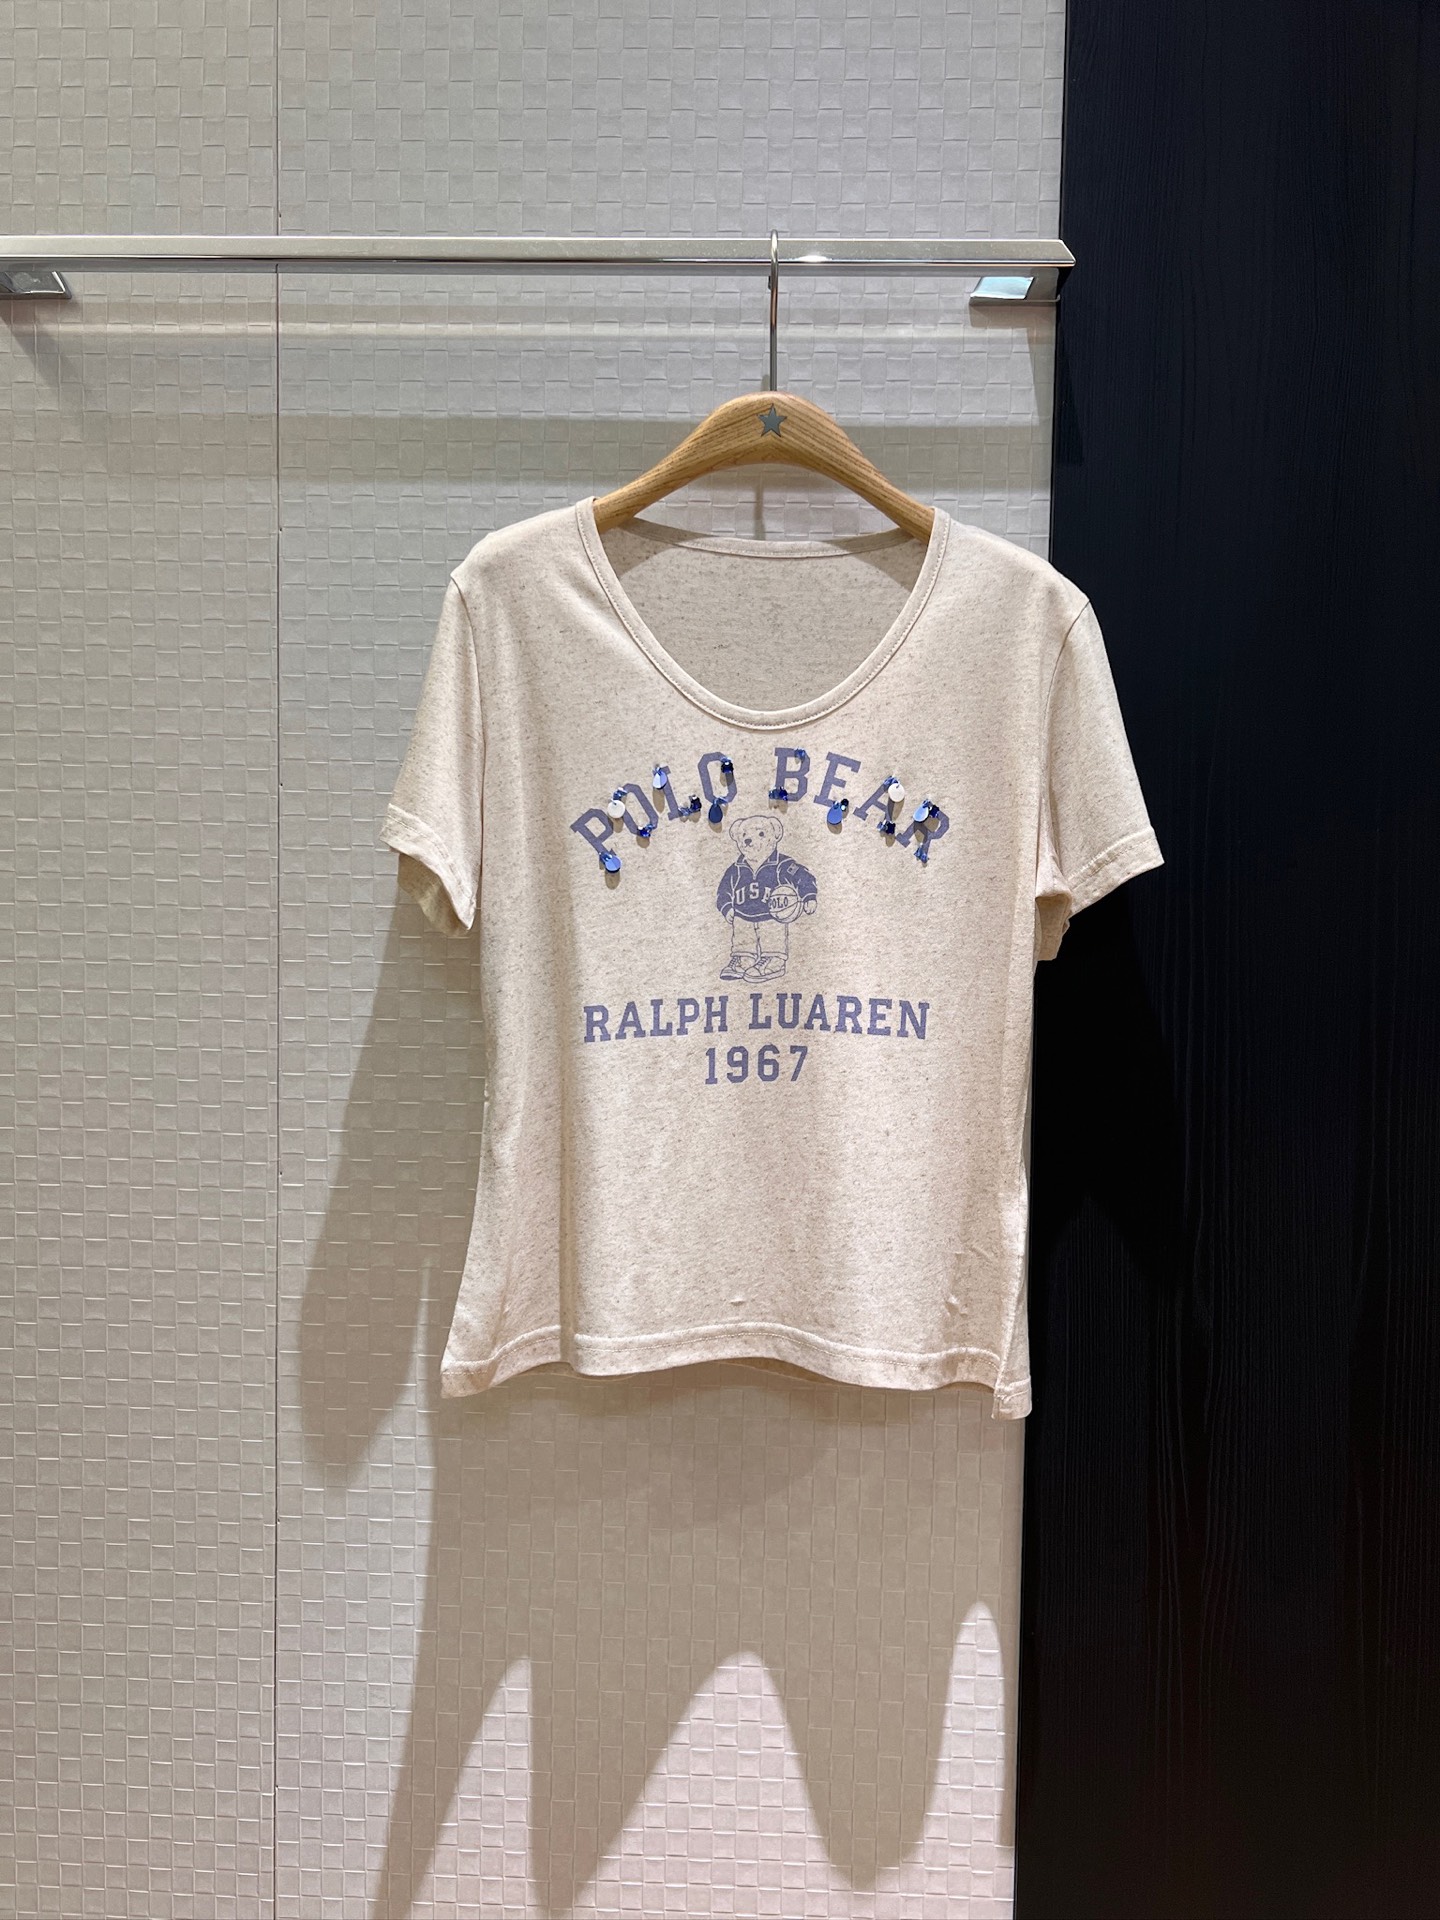 POLO BEAR
USA
POLO
RALPH LUAREN
1967